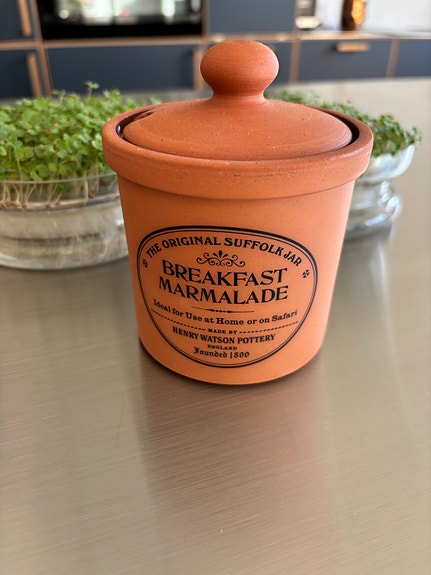 THE ORIGINAL SUFFOLK JAR
BREAKFAST
MARMALADE
Ideal for Use at Home or on Safari
MADE BY
HENRY WATSON POTTERY
ENGLAND
Founded 1800